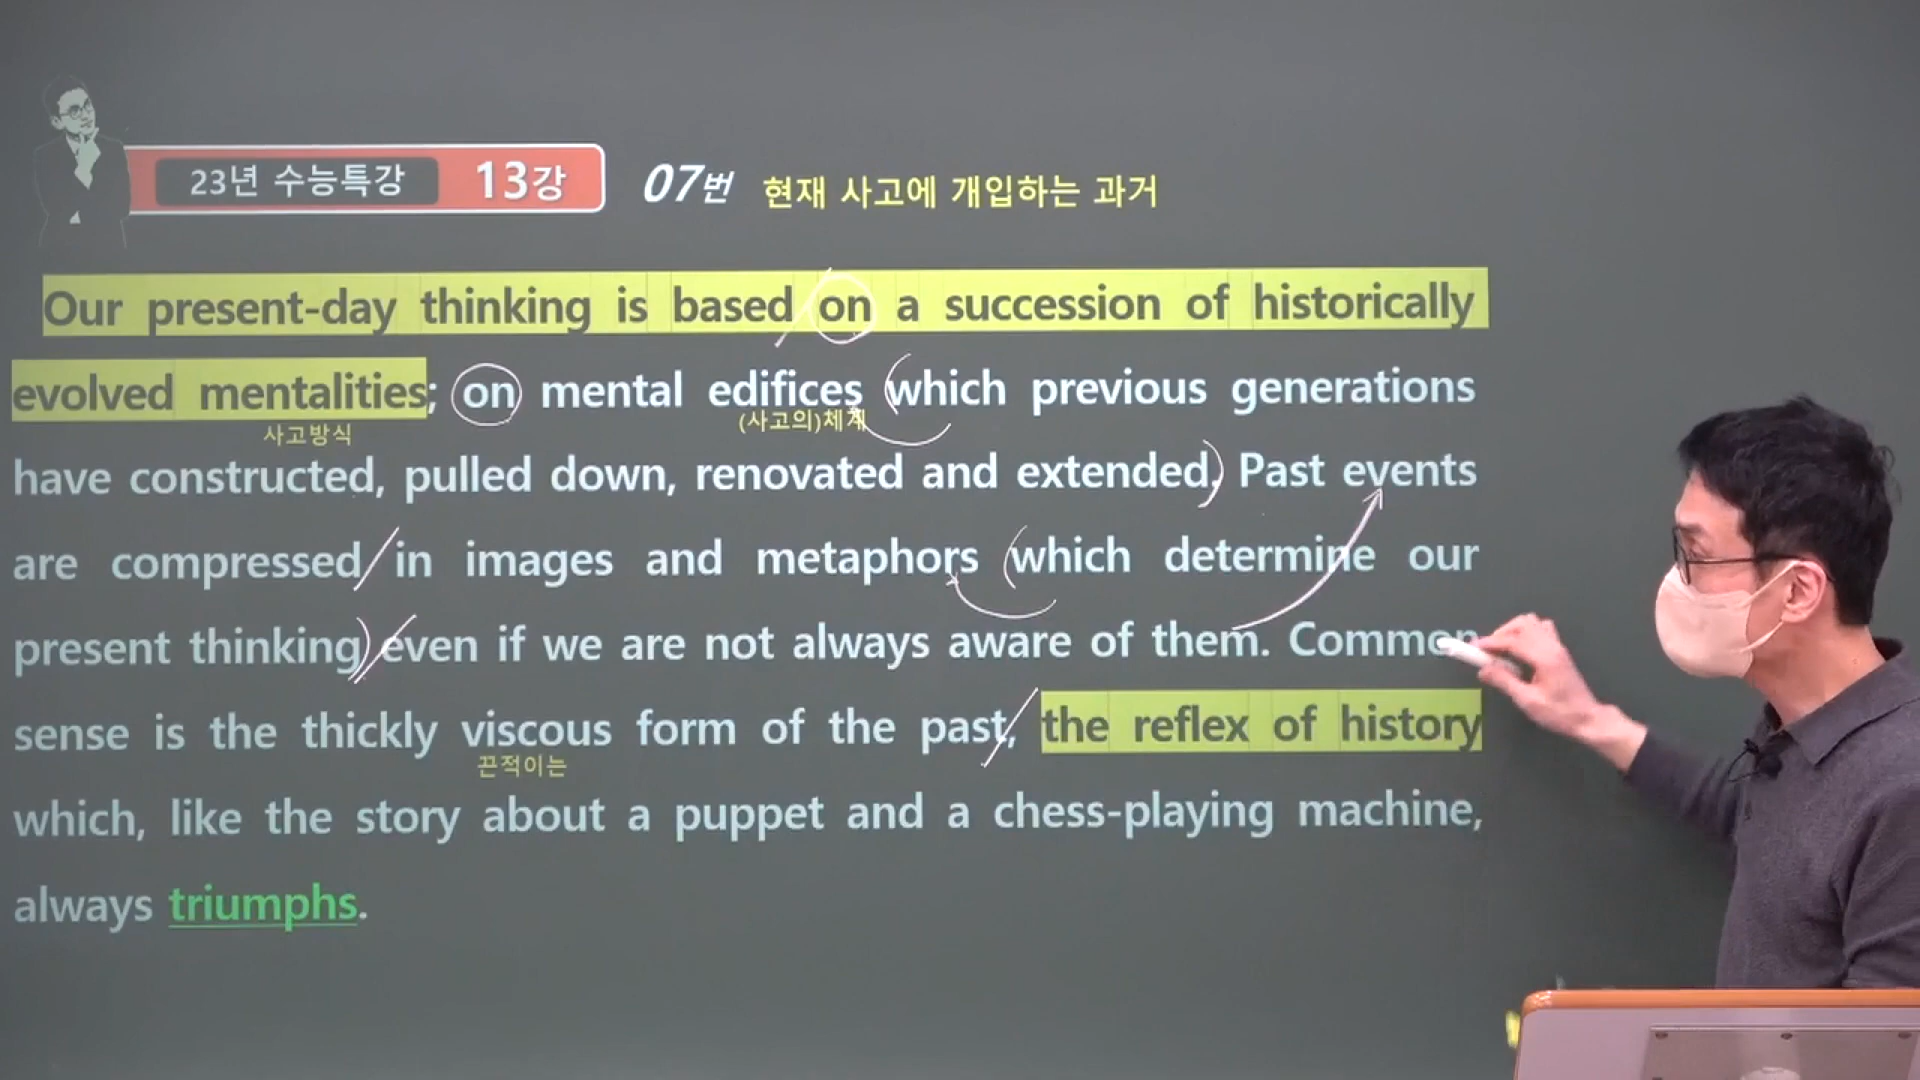 23년 수능특강 13강 07번 현재 사고에 개입하는 과거
Our present-day thinking is based on a succession of historically
evolved mentalities; on mental edifices which previous generations
사고방식 (사고의)체계
have constructed, pulled down, renovated and extended. Past events
are compressed in images and metaphors which determine our
present thinking even if we are not always aware of them. Common
sense is the thickly viscous form of the past, the reflex of history
끈적이는
which, like the story about a puppet and a chess-playing machine,
always triumphs.